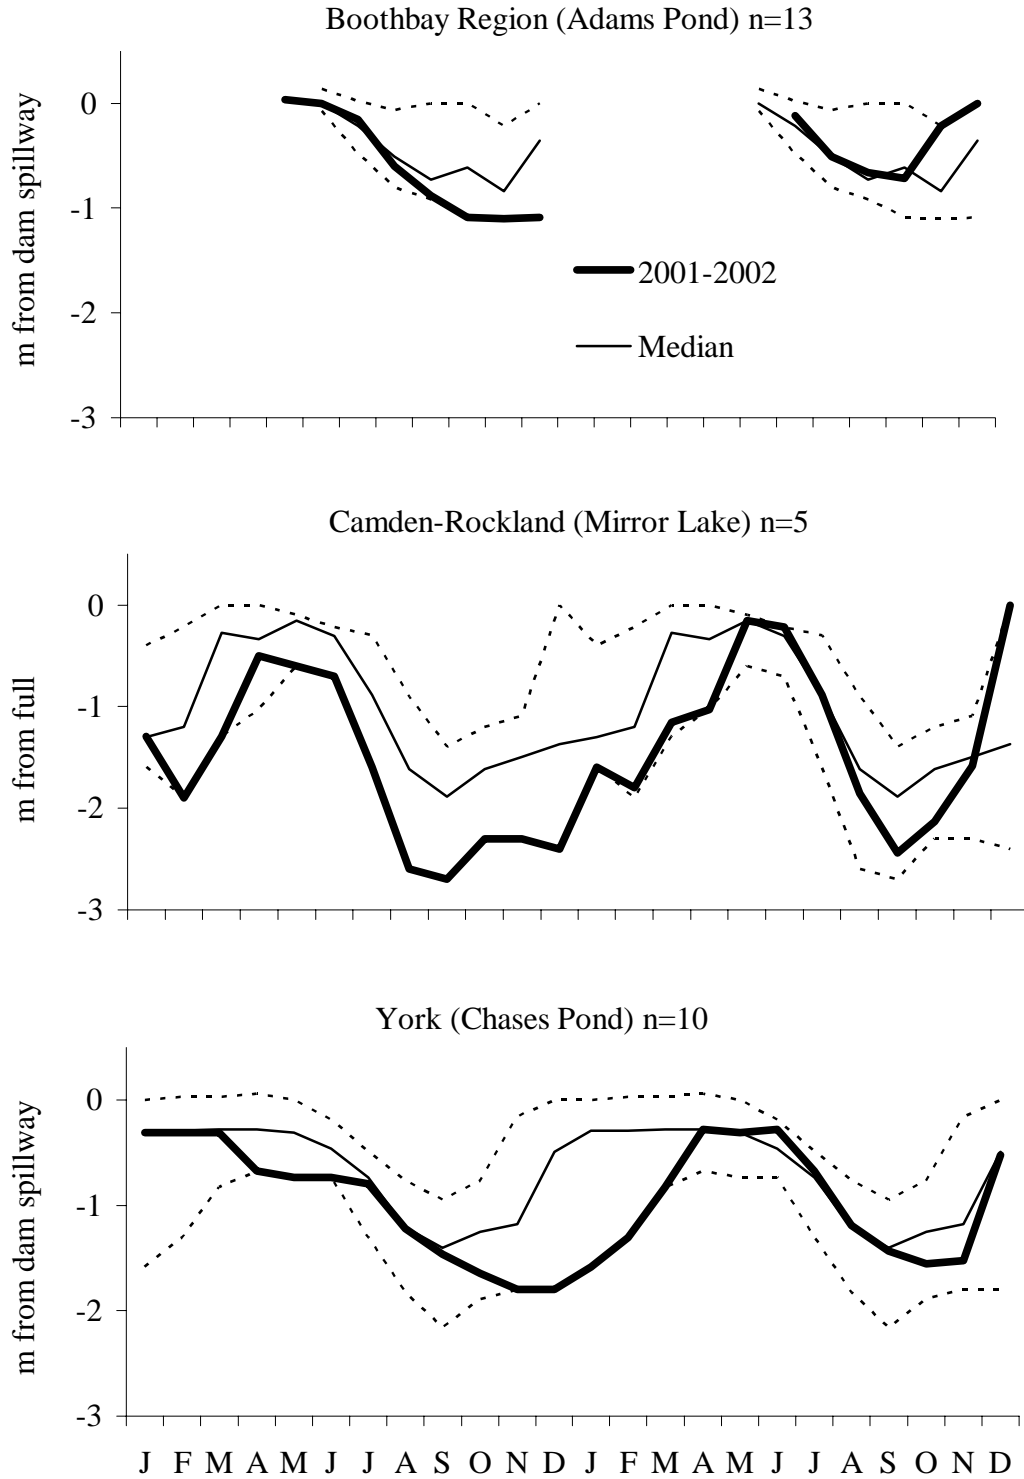 Boothbay Region (Adams Pond) n=13
m from dam spillway
0
-1
-2
-3
2001-2002
Median
Camden-Rockland (Mirror Lake) n=5
m from full
0
-1
-2
-3
York (Chases Pond) n=10
m from dam spillway
0
-1
-2
-3
J F M A M J J A S O N D J F M A M J J A S O N D